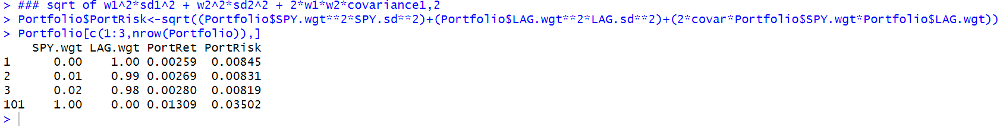 > ### sqrt of w1^2*sd1^2 + w2^2*sd2^2 + 2*w1*w2*covariance1,2
> Portfolio$PortRisk<-sqrt((Portfolio$SPY.wgt**2*SPY.sd**2)+(Portfolio$LAG.wgt**2*LAG.sd**2)+(2*covar*Portfolio$SPY.wgt*Portfolio$LAG.wgt))
> Portfolio[c(1:3,nrow(Portfolio)),]
    SPY.wgt LAG.wgt PortRet PortRisk
1      0.00    1.00 0.00259  0.00845
2      0.01    0.99 0.00269  0.00831
3      0.02    0.98 0.00280  0.00819
101    1.00    0.00 0.01309  0.03502
>